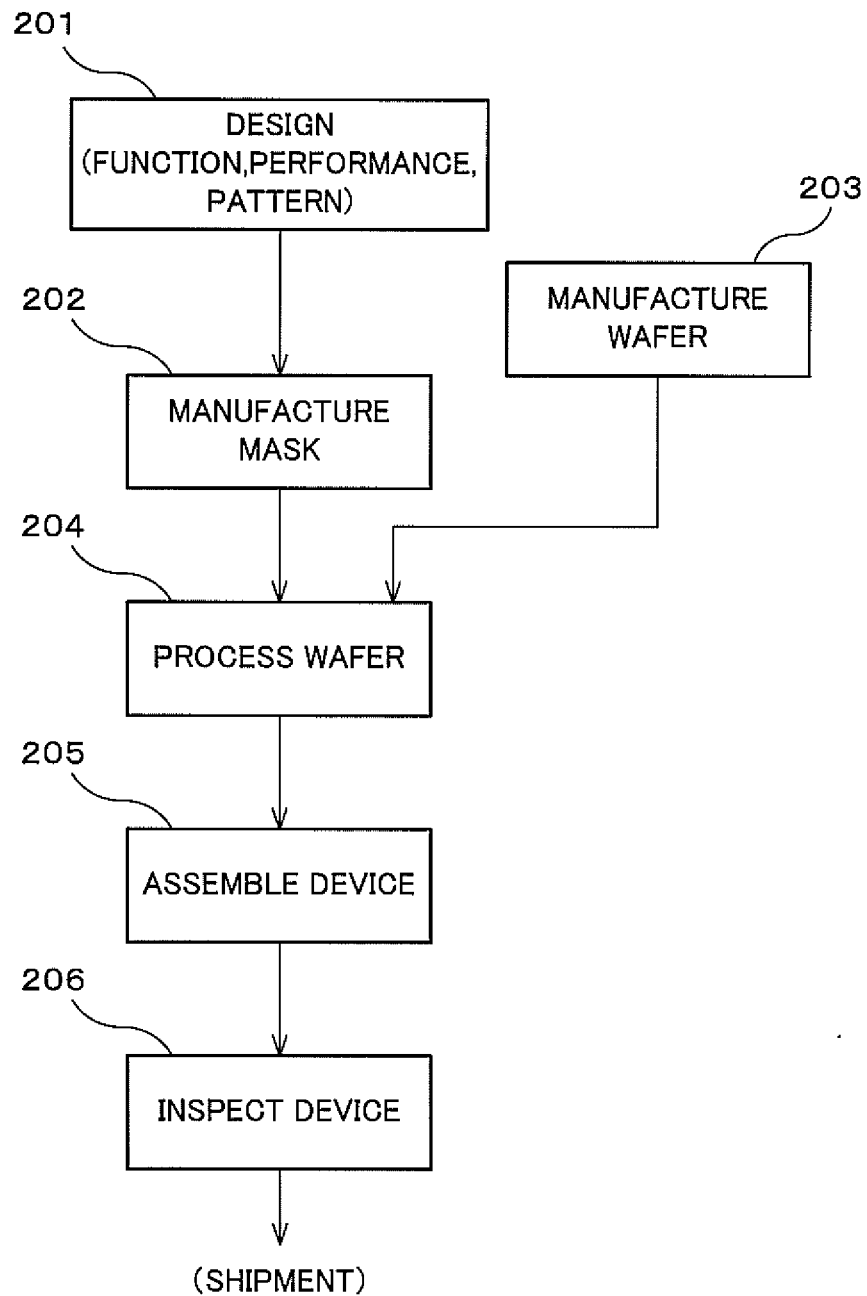 201
DESIGN
(FUNCTION,PERFORMANCE,
PATTERN)
203
MANUFACTURE
WAFER
202
MANUFACTURE
MASK
204
PROCESS WAFER
205
ASSEMBLE DEVICE
206
INSPECT DEVICE
(SHIPMENT)